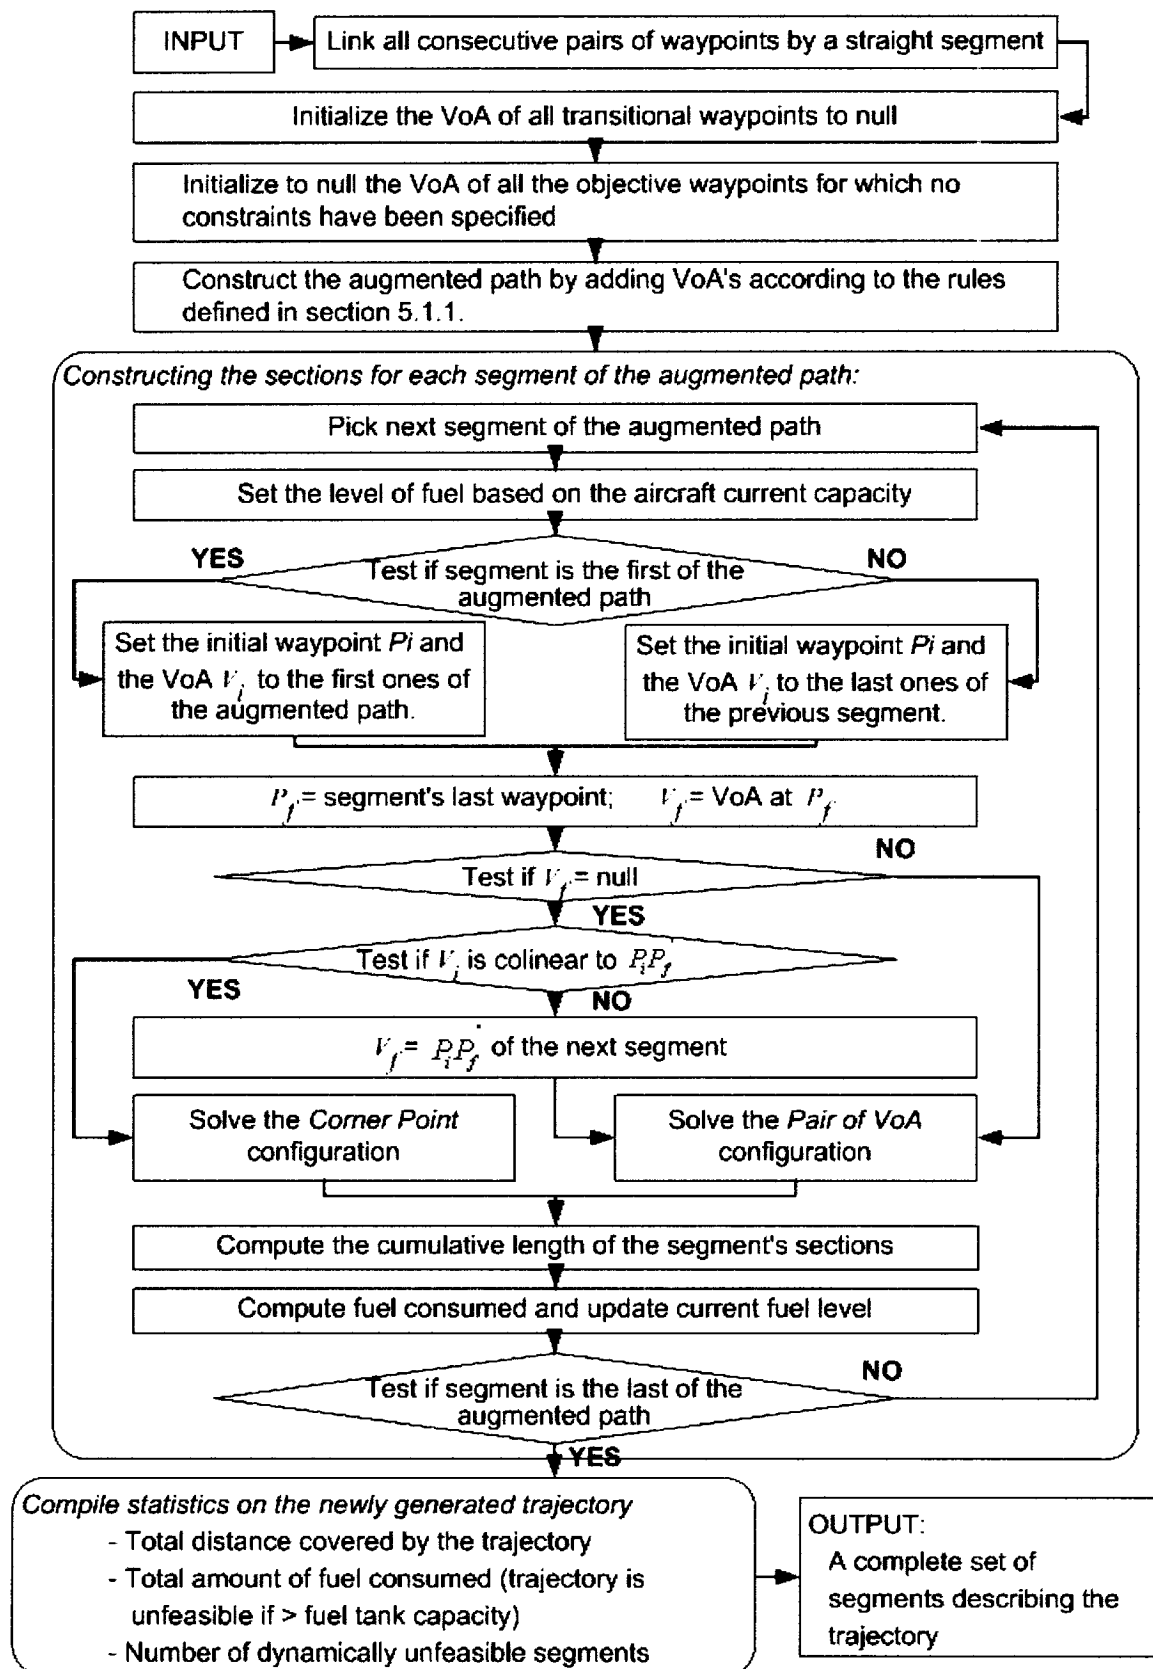 INPUT
Link all consecutive pairs of waypoints by a straight segment
Initialize the VoA of all transitional waypoints to null
Initialize to null the VoA of all the objective waypoints for which no
constraints have been specified
Construct the augmented path by adding VoA's according to the rules
defined in section 5.1.1.
Constructing the sections for each segment of the augmented path:
Pick next segment of the augmented path
Set the level of fuel based on the aircraft current capacity
YES
NO
Test if segment is the first of the
augmented path
Set the initial waypoint Pi and
the VoA V_i to the first ones of
the augmented path.
Set the initial waypoint Pi and
the VoA V_i to the last ones of
the previous segment.
P_f = segment's last waypoint; V_f = VoA at P_f
NO
Test if V_f = null
YES
Test if V_i is colinear to P_iP_f
YES
NO
V_f = P_iP_f of the next segment
Solve the Corner Point
configuration
Solve the Pair of VoA
configuration
Compute the cumulative length of the segment's sections
Compute fuel consumed and update current fuel level
NO
Test if segment is the last of the
augmented path
YES
Compile statistics on the newly generated trajectory
- Total distance covered by the trajectory
- Total amount of fuel consumed (trajectory is
unfeasible if > fuel tank capacity)
- Number of dynamically unfeasible segments
OUTPUT:
A complete set of
segments describing the
trajectory